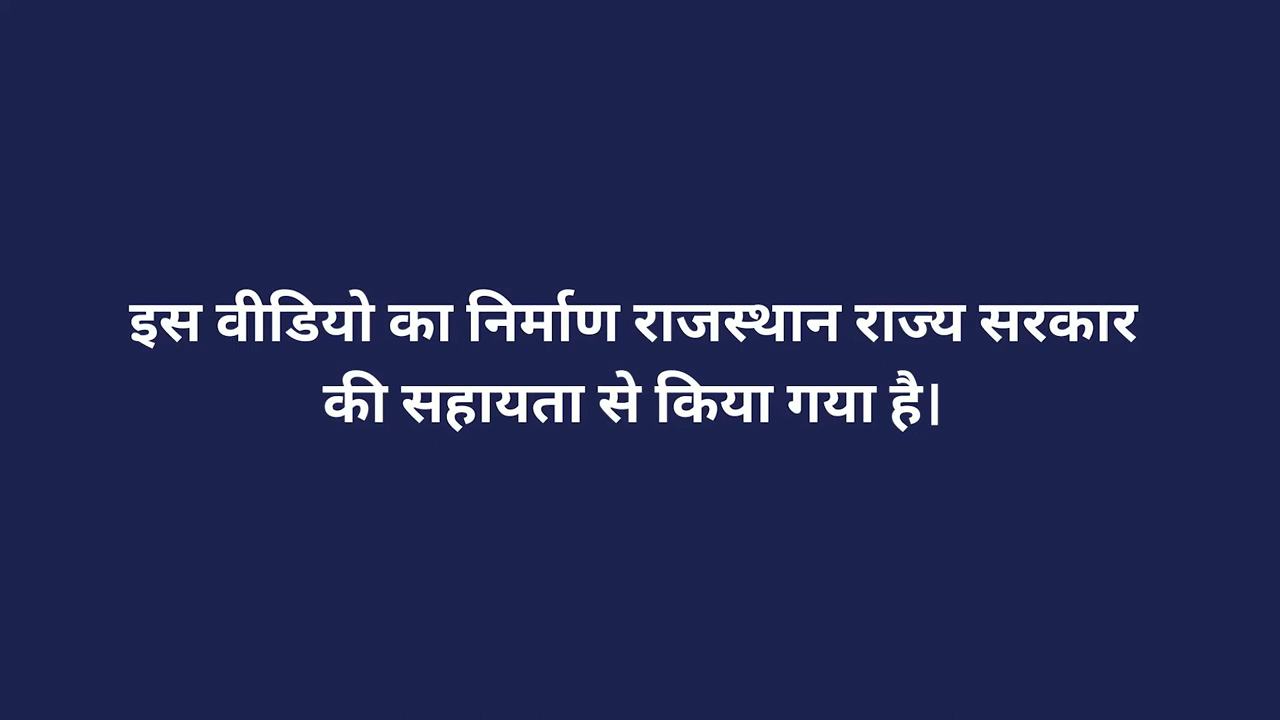 इस वीडियो का निर्माण राजस्थान राज्य सरकार
की सहायता से किया गया है।